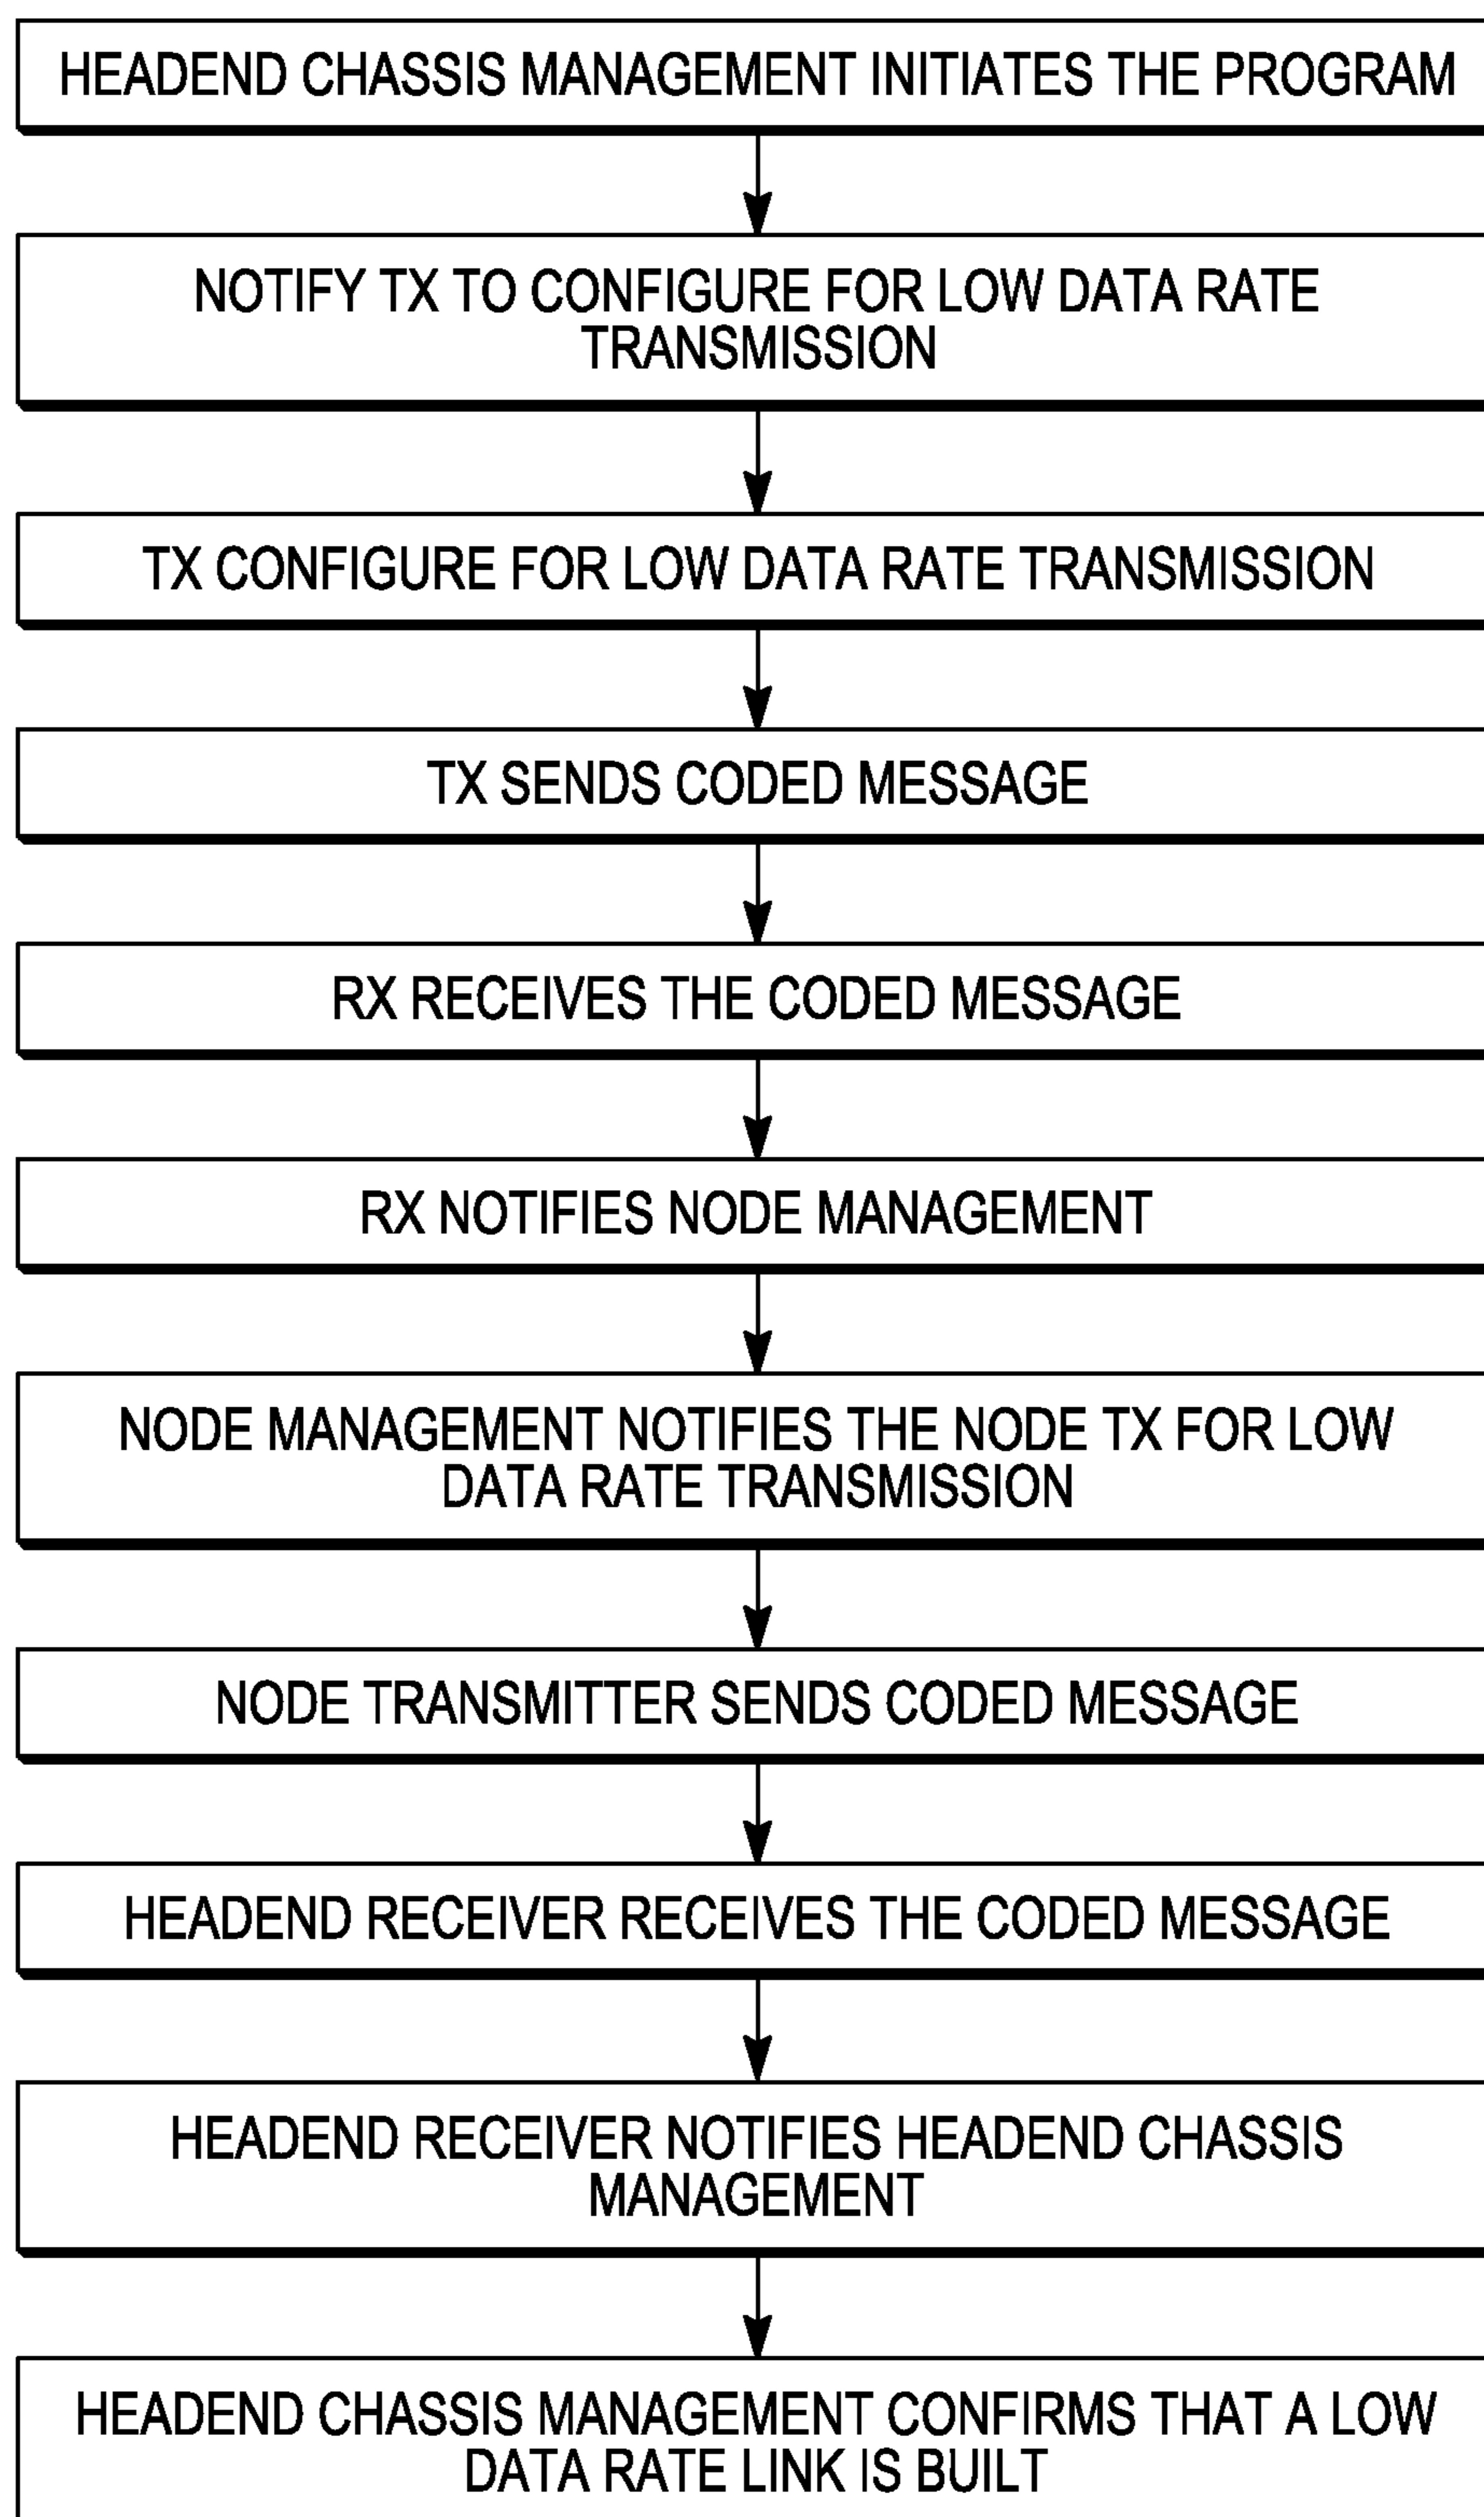 HEADEND CHASSIS MANAGEMENT INITIATES THE PROGRAM
NOTIFY TX TO CONFIGURE FOR LOW DATA RATE
TRANSMISSION
TX CONFIGURE FOR LOW DATA RATE TRANSMISSION
TX SENDS CODED MESSAGE
RX RECEIVES THE CODED MESSAGE
RX NOTIFIES NODE MANAGEMENT
NODE MANAGEMENT NOTIFIES THE NODE TX FOR LOW
DATA RATE TRANSMISSION
NODE TRANSMITTER SENDS CODED MESSAGE
HEADEND RECEIVER RECEIVES THE CODED MESSAGE
HEADEND RECEIVER NOTIFIES HEADEND CHASSIS
MANAGEMENT
HEADEND CHASSIS MANAGEMENT CONFIRMS THAT A LOW
DATA RATE LINK IS BUILT